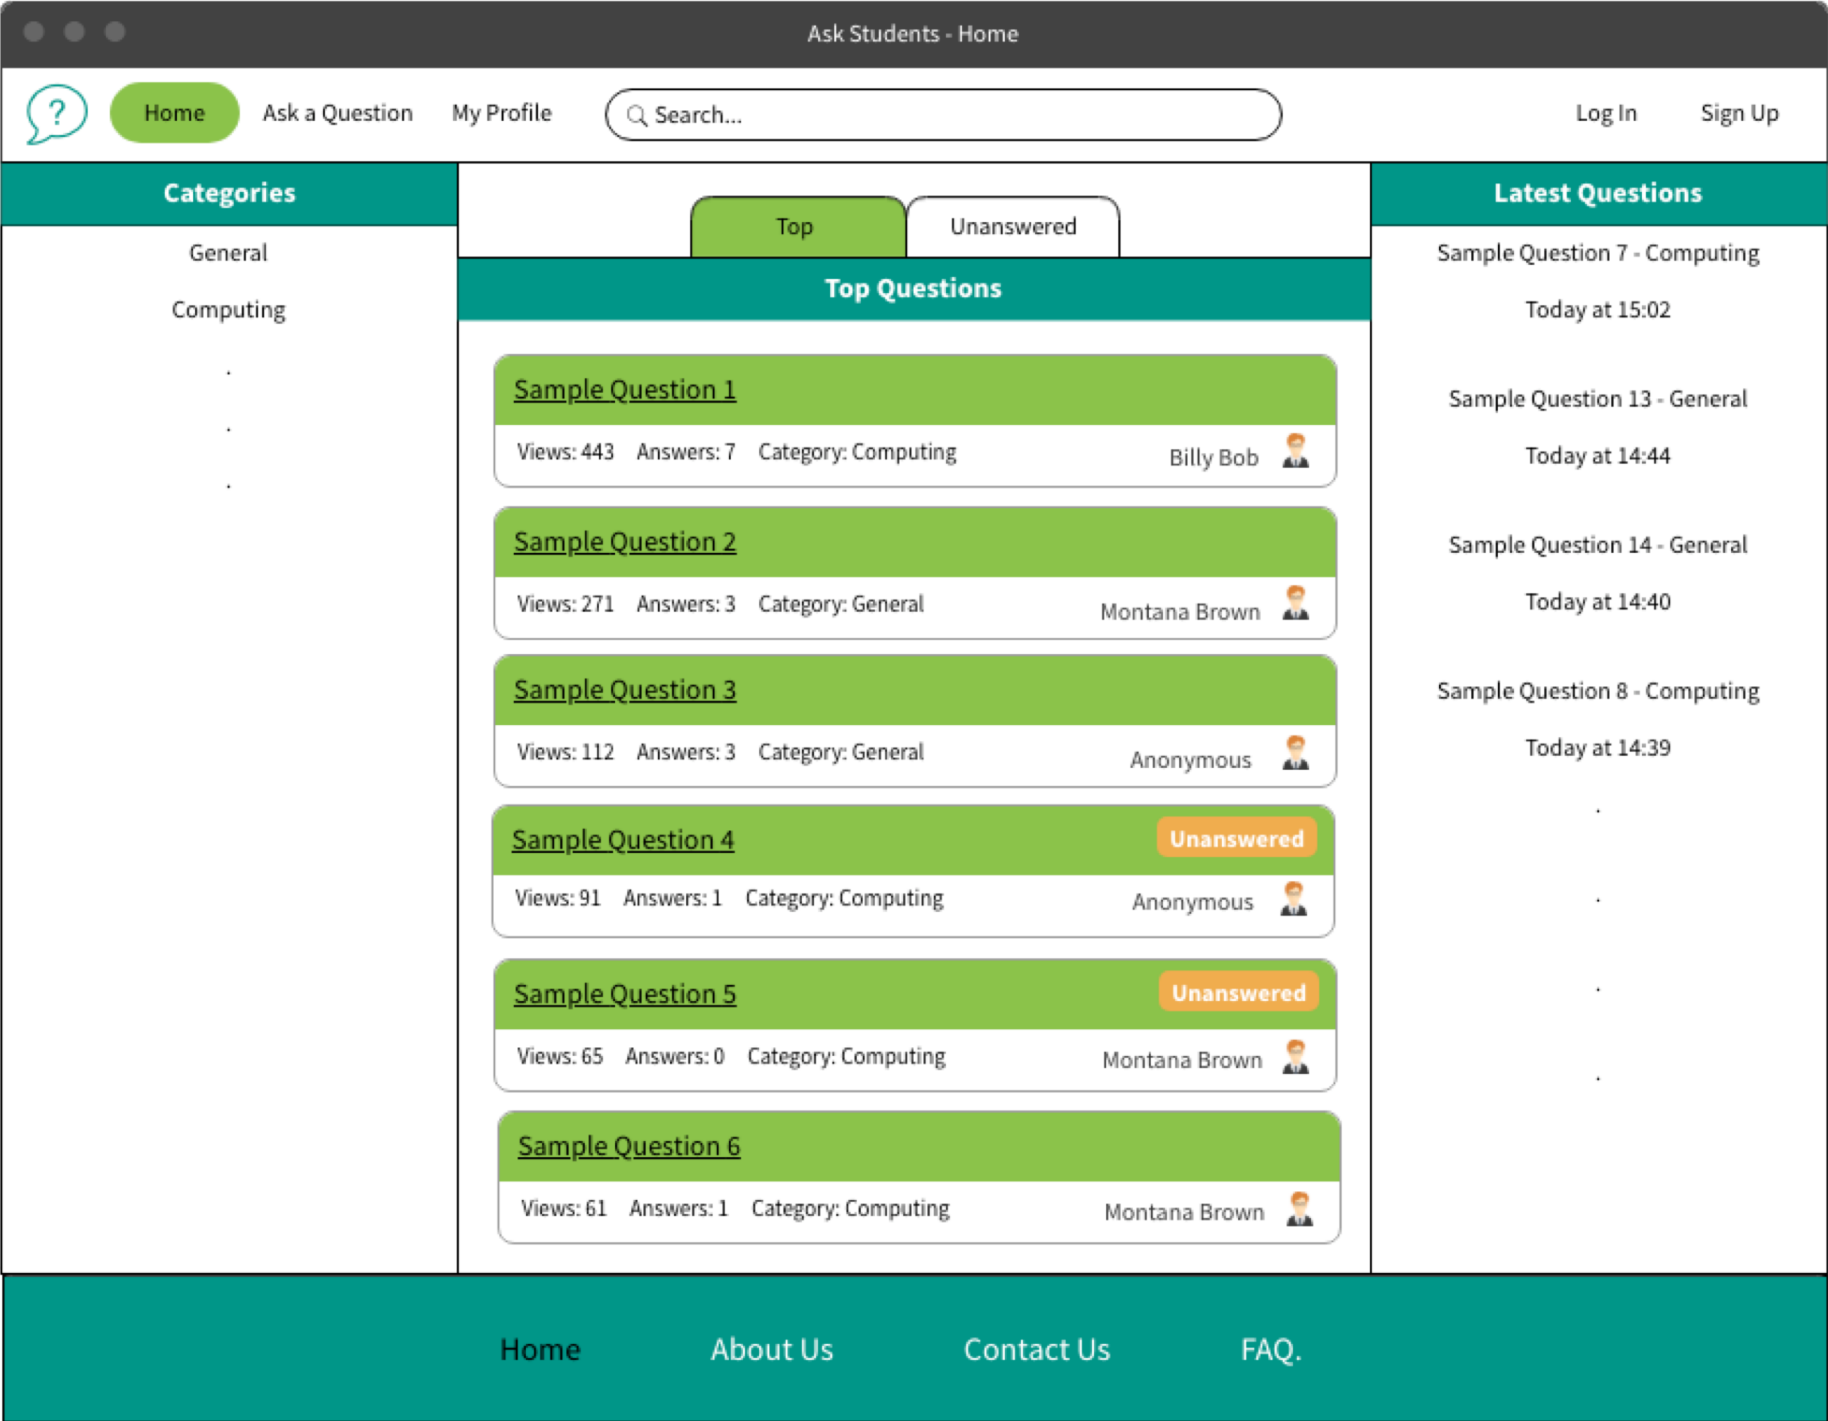 Ask Students - Home
?
Home Ask a Question My Profile Search... Log In Sign Up
Categories
General
Computing
.
.
.
Top Unanswered
Top Questions
Sample Question 1
Views: 443 Answers: 7 Category: Computing Billy Bob
Sample Question 2
Views: 271 Answers: 3 Category: General Montana Brown
Sample Question 3
Views: 112 Answers: 3 Category: General Anonymous
Sample Question 4 Unanswered
Views: 91 Answers: 1 Category: Computing Anonymous
Sample Question 5 Unanswered
Views: 65 Answers: 0 Category: Computing Montana Brown
Sample Question 6
Views: 61 Answers: 1 Category: Computing Montana Brown
Latest Questions
Sample Question 7 - Computing
Today at 15:02
Sample Question 13 - General
Today at 14:44
Sample Question 14 - General
Today at 14:40
Sample Question 8 - Computing
Today at 14:39
.
.
.
.
Home About Us Contact Us FAQ.